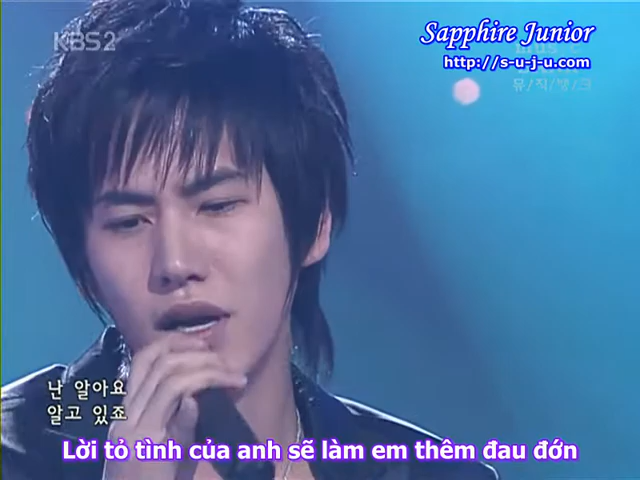 KBS2
Sapphire Junior
http://s-u-j-u.com
뮤/직/뱅/크
난 알아요
알고 있죠
Lời tỏ tình của anh sẽ làm em thêm đau đớn